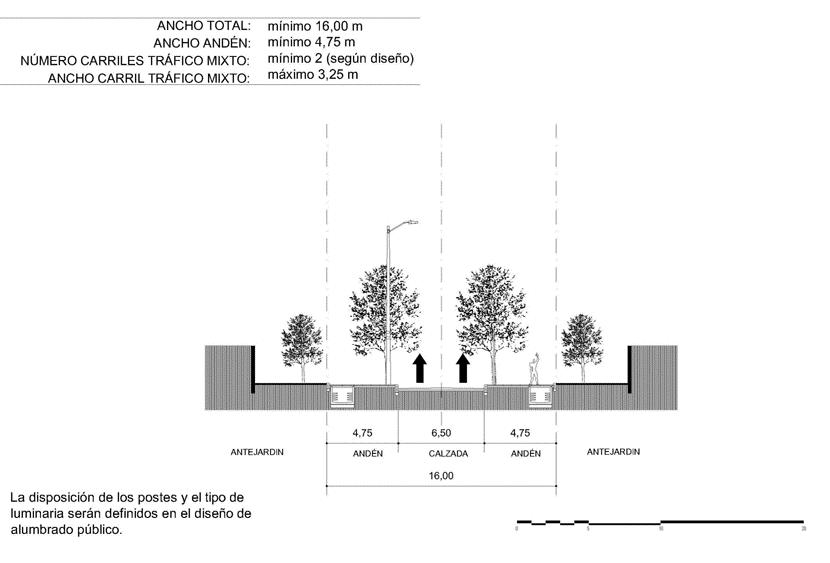 ANCHO TOTAL: mínimo 16,00 m
ANCHO ANDÉN: mínimo 4,75 m
NÚMERO CARRILES TRÁFICO MIXTO: mínimo 2 (según diseño)
ANCHO CARRIL TRÁFICO MIXTO: máximo 3,25 m
4,75 6,50 4,75
ANTEJARDIN ANDÉN CALZADA ANDÉN ANTEJARDIN
16,00
La disposición de los postes y el tipo de
luminaria serán definidos en el diseño de
alumbrado público.
0 5 10 20